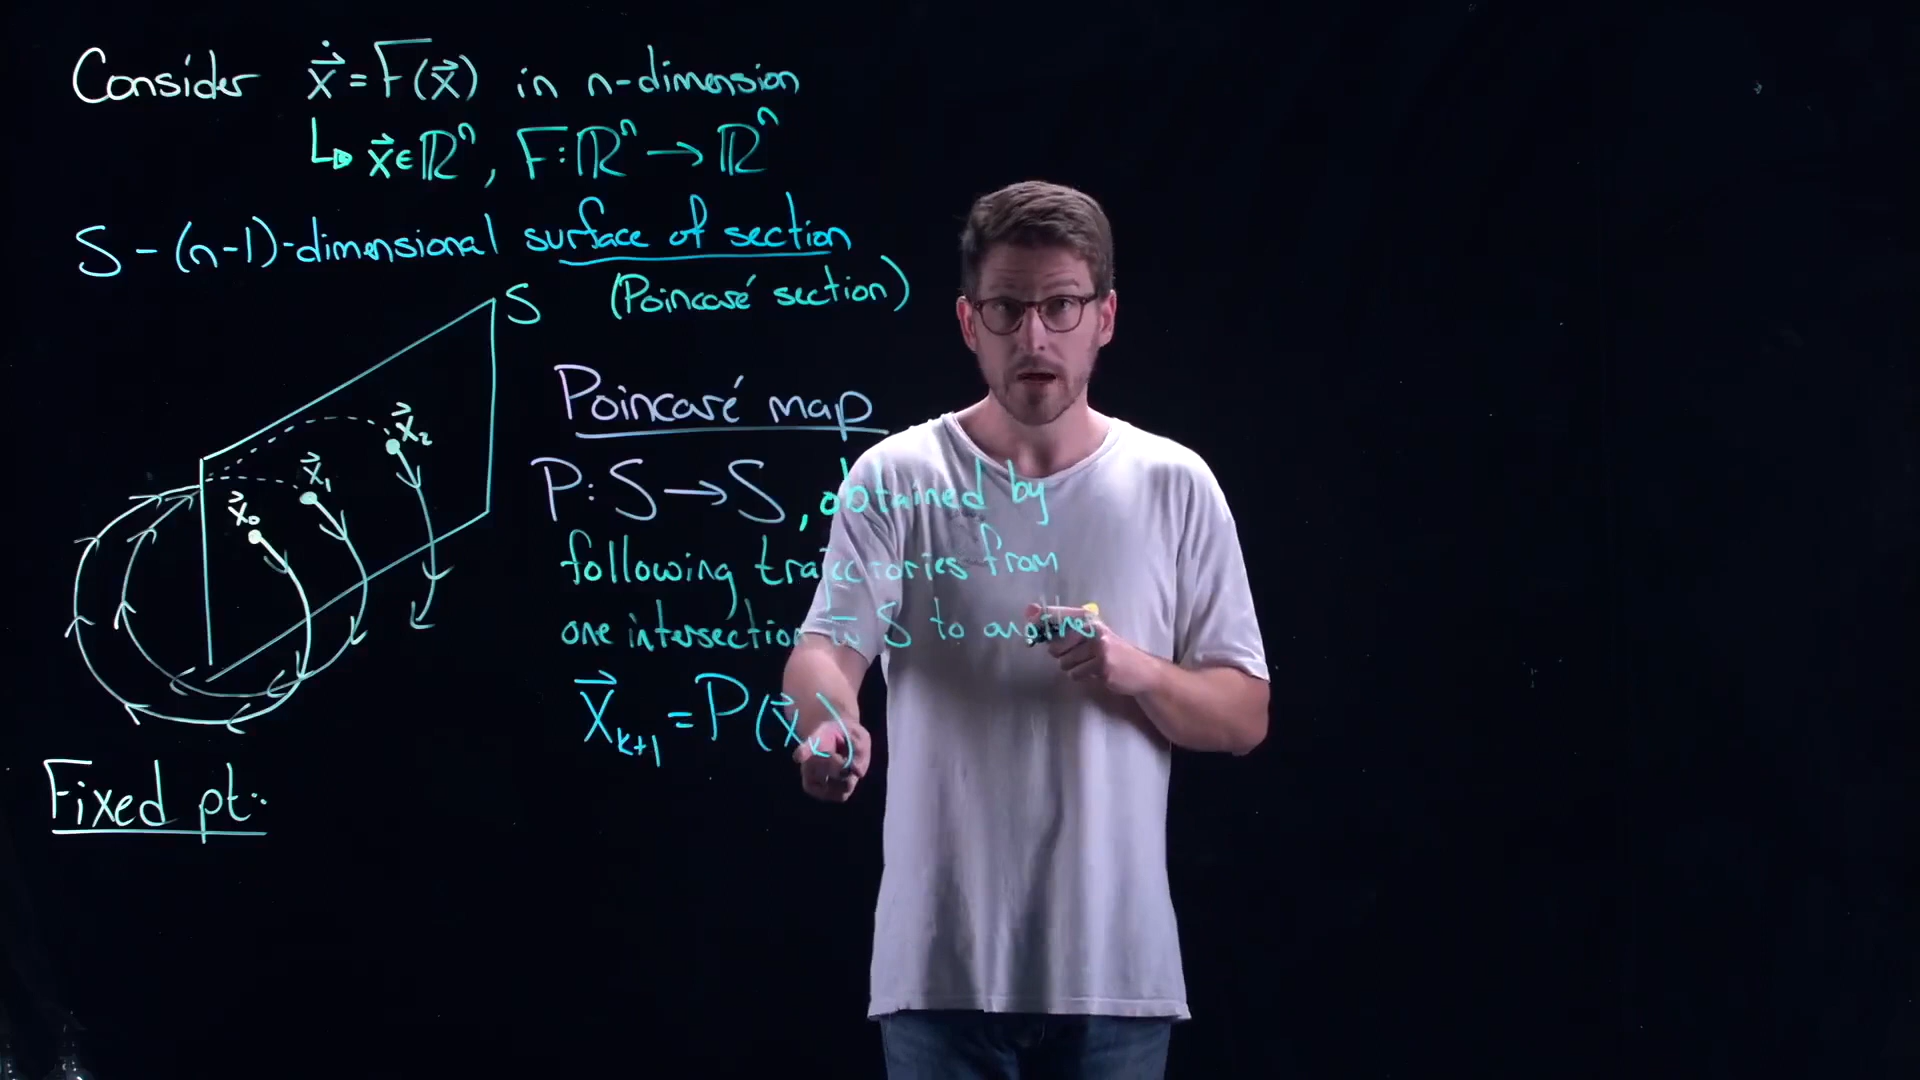 Consider ẋ⃗ = F(x⃗) in n-dimension
↳ x⃗ ∈ ℝⁿ, F: ℝⁿ → ℝⁿ
S - (n-1)-dimensional surface of section
(Poincaré section)
S
x⃗₂
x⃗₁
x⃗₀
Poincaré map
P: S → S, obtained by
following trajectories from
one intersection w S to another
x⃗ₖ₊₁ = P(x⃗ₖ)
Fixed pt: